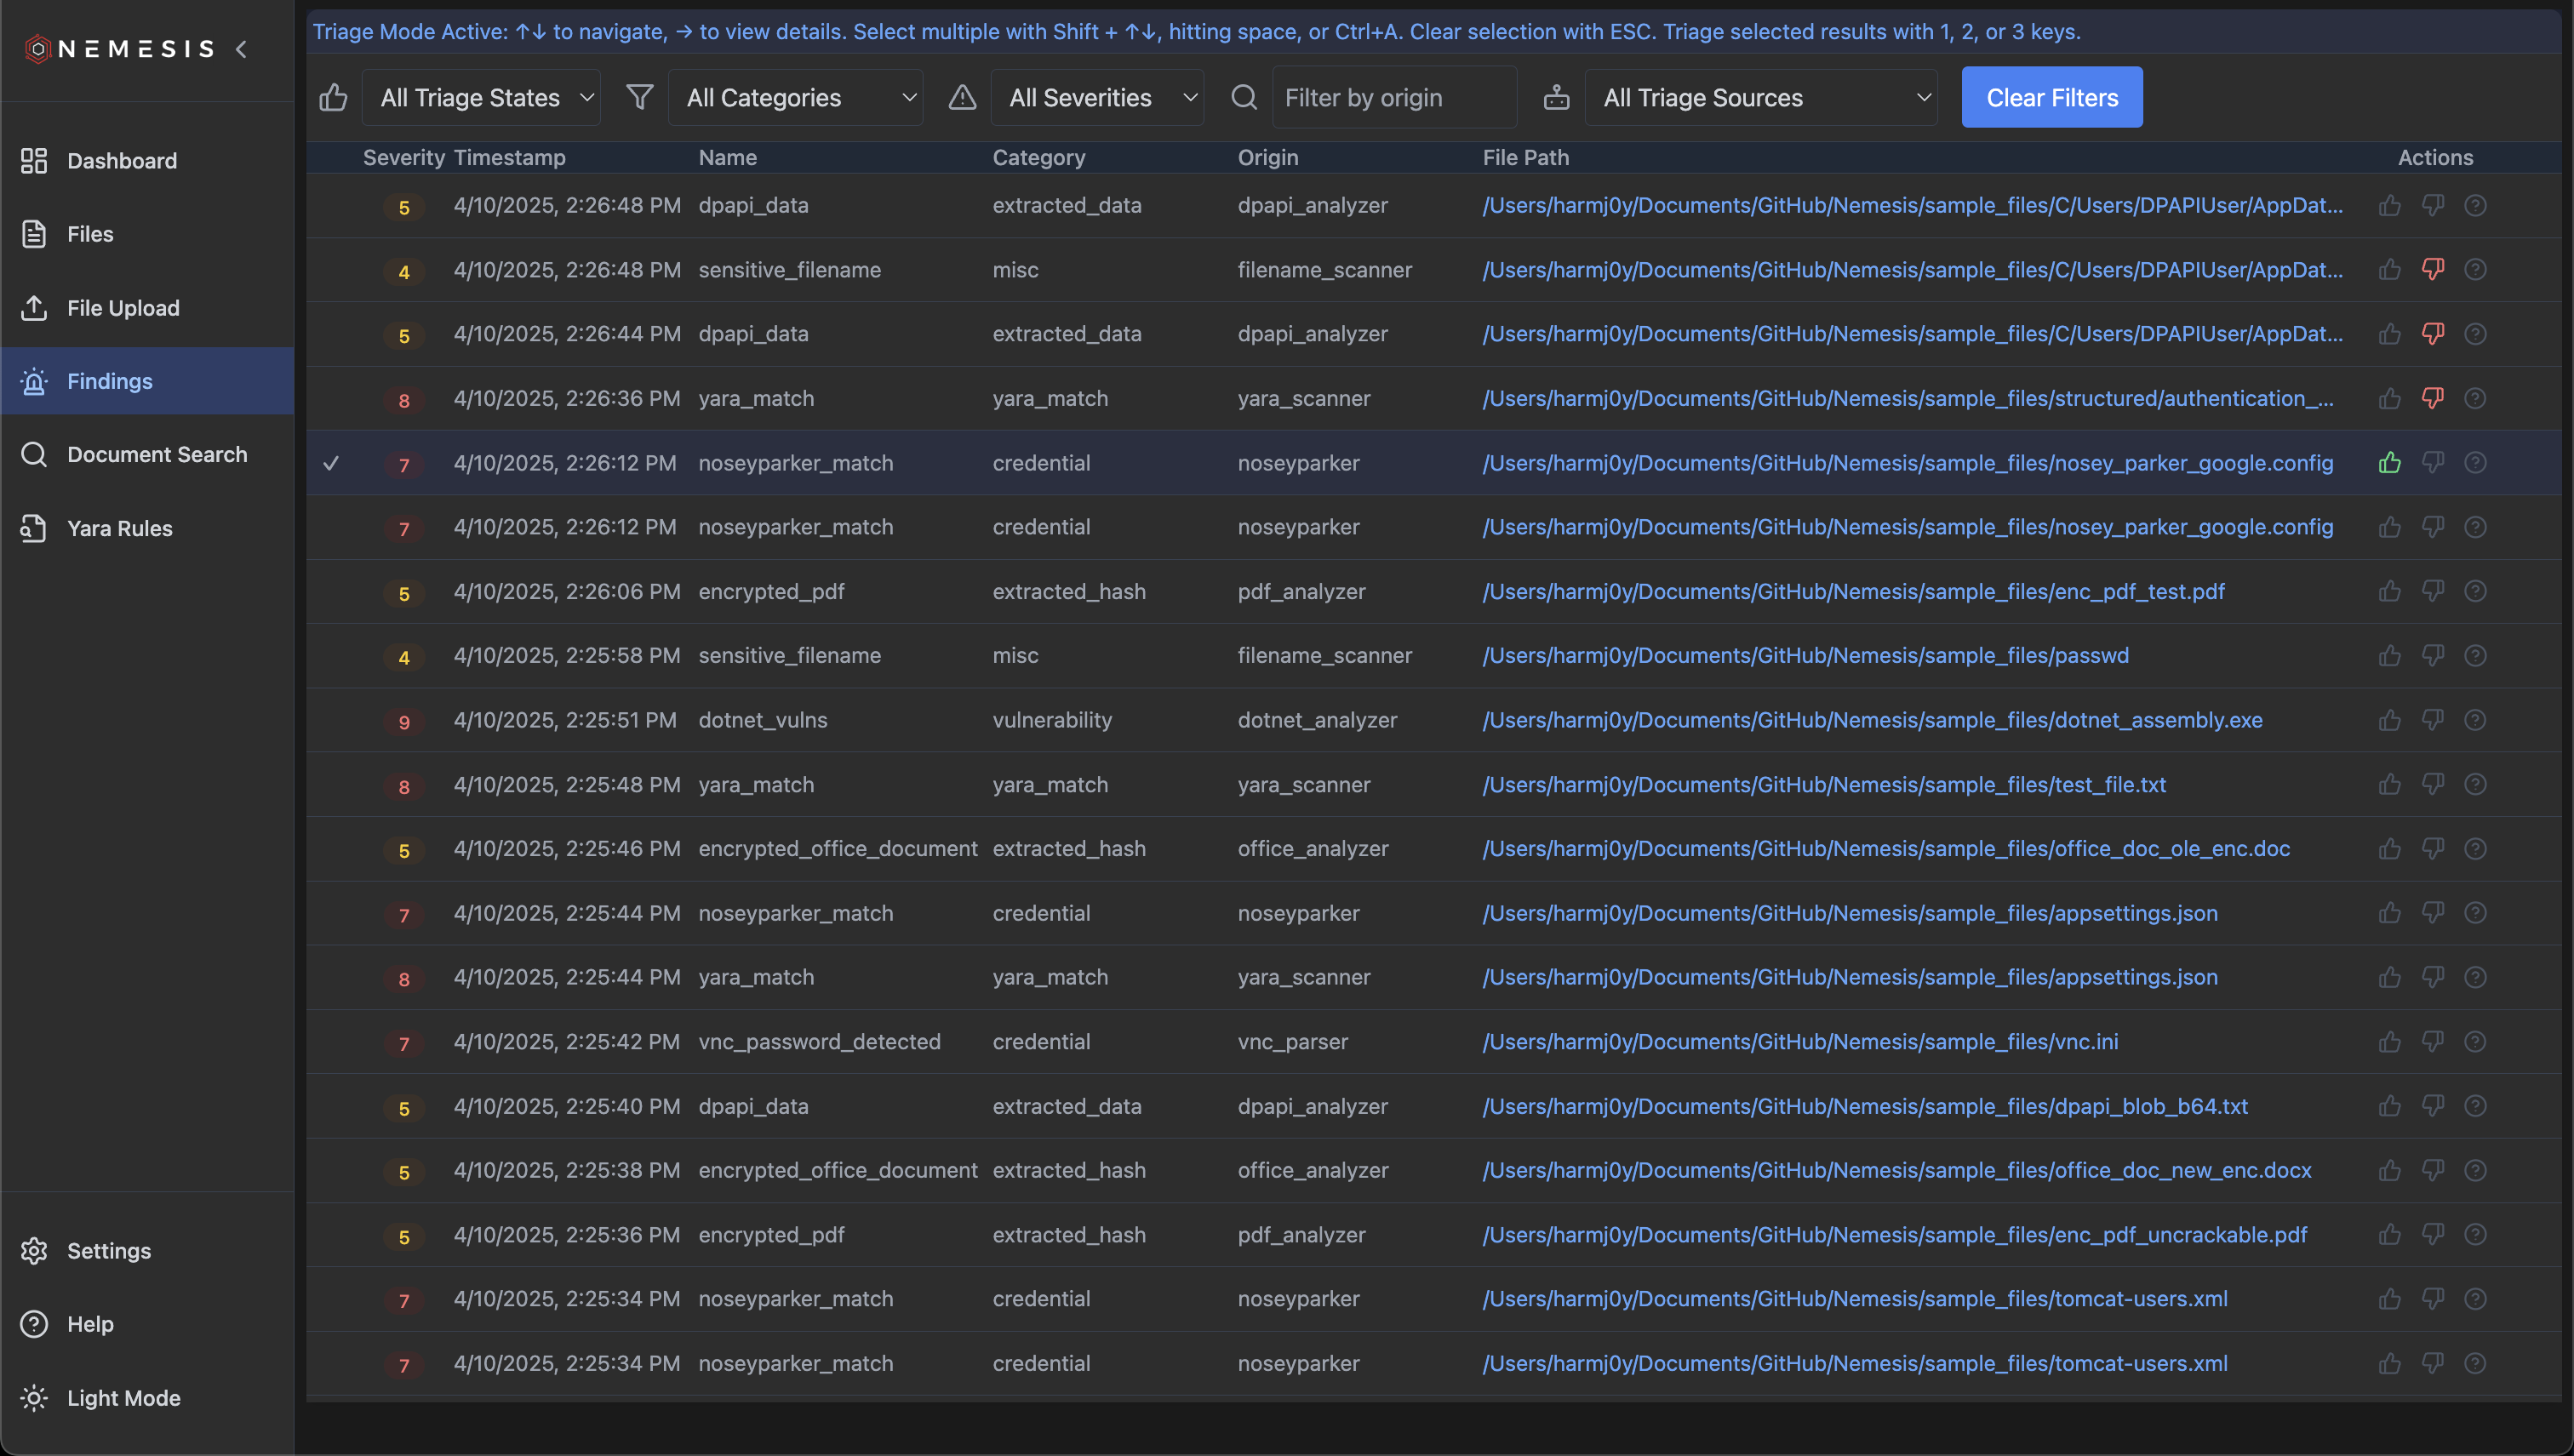 NEMESIS
Dashboard
Files
File Upload
Findings
Document Search
Yara Rules
Settings
Help
Light Mode
Triage Mode Active: ↑↓ to navigate, → to view details. Select multiple with Shift + ↑↓, hitting space, or Ctrl+A. Clear selection with ESC. Triage selected results with 1, 2, or 3 keys.
All Triage States All Categories All Severities Filter by origin All Triage Sources Clear Filters
Severity Timestamp Name Category Origin File Path Actions
5 4/10/2025, 2:26:48 PM dpapi_data extracted_data dpapi_analyzer /Users/harmj0y/Documents/GitHub/Nemesis/sample_files/C/Users/DPAPIUser/AppDat...
4 4/10/2025, 2:26:48 PM sensitive_filename misc filename_scanner /Users/harmj0y/Documents/GitHub/Nemesis/sample_files/C/Users/DPAPIUser/AppDat...
5 4/10/2025, 2:26:44 PM dpapi_data extracted_data dpapi_analyzer /Users/harmj0y/Documents/GitHub/Nemesis/sample_files/C/Users/DPAPIUser/AppDat...
8 4/10/2025, 2:26:36 PM yara_match yara_match yara_scanner /Users/harmj0y/Documents/GitHub/Nemesis/sample_files/structured/authentication_...
7 4/10/2025, 2:26:12 PM noseyparker_match credential noseyparker /Users/harmj0y/Documents/GitHub/Nemesis/sample_files/nosey_parker_google.config
7 4/10/2025, 2:26:12 PM noseyparker_match credential noseyparker /Users/harmj0y/Documents/GitHub/Nemesis/sample_files/nosey_parker_google.config
5 4/10/2025, 2:26:06 PM encrypted_pdf extracted_hash pdf_analyzer /Users/harmj0y/Documents/GitHub/Nemesis/sample_files/enc_pdf_test.pdf
4 4/10/2025, 2:25:58 PM sensitive_filename misc filename_scanner /Users/harmj0y/Documents/GitHub/Nemesis/sample_files/passwd
9 4/10/2025, 2:25:51 PM dotnet_vulns vulnerability dotnet_analyzer /Users/harmj0y/Documents/GitHub/Nemesis/sample_files/dotnet_assembly.exe
8 4/10/2025, 2:25:48 PM yara_match yara_match yara_scanner /Users/harmj0y/Documents/GitHub/Nemesis/sample_files/test_file.txt
5 4/10/2025, 2:25:46 PM encrypted_office_document extracted_hash office_analyzer /Users/harmj0y/Documents/GitHub/Nemesis/sample_files/office_doc_ole_enc.doc
7 4/10/2025, 2:25:44 PM noseyparker_match credential noseyparker /Users/harmj0y/Documents/GitHub/Nemesis/sample_files/appsettings.json
8 4/10/2025, 2:25:44 PM yara_match yara_match yara_scanner /Users/harmj0y/Documents/GitHub/Nemesis/sample_files/appsettings.json
7 4/10/2025, 2:25:42 PM vnc_password_detected credential vnc_parser /Users/harmj0y/Documents/GitHub/Nemesis/sample_files/vnc.ini
5 4/10/2025, 2:25:40 PM dpapi_data extracted_data dpapi_analyzer /Users/harmj0y/Documents/GitHub/Nemesis/sample_files/dpapi_blob_b64.txt
5 4/10/2025, 2:25:38 PM encrypted_office_document extracted_hash office_analyzer /Users/harmj0y/Documents/GitHub/Nemesis/sample_files/office_doc_new_enc.docx
5 4/10/2025, 2:25:36 PM encrypted_pdf extracted_hash pdf_analyzer /Users/harmj0y/Documents/GitHub/Nemesis/sample_files/enc_pdf_uncrackable.pdf
7 4/10/2025, 2:25:34 PM noseyparker_match credential noseyparker /Users/harmj0y/Documents/GitHub/Nemesis/sample_files/tomcat-users.xml
7 4/10/2025, 2:25:34 PM noseyparker_match credential noseyparker /Users/harmj0y/Documents/GitHub/Nemesis/sample_files/tomcat-users.xml